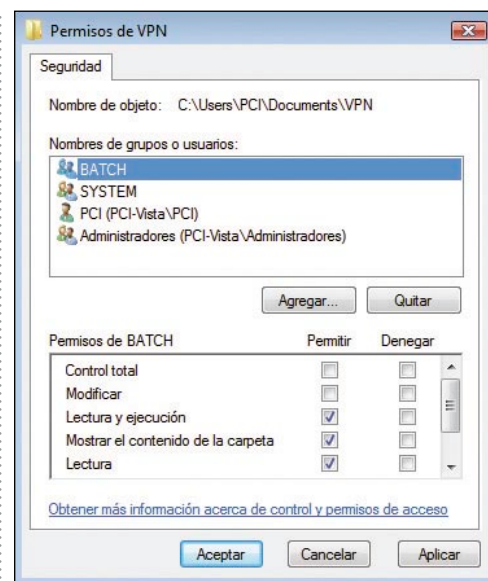 Permisos de VPN
Seguridad
Nombre de objeto: C:\Users\PCI\Documents\VPN
Nombres de grupos o usuarios:
BATCH
SYSTEM
PCI (PCI-Vista\PCI)
Administradores (PCI-Vista\Administradores)
Agregar... Quitar
Permisos de BATCH Permitir Denegar
Control total
Modificar
Lectura y ejecución
Mostrar el contenido de la carpeta
Lectura
Obtener más información acerca de control y permisos de acceso
Aceptar Cancelar Aplicar